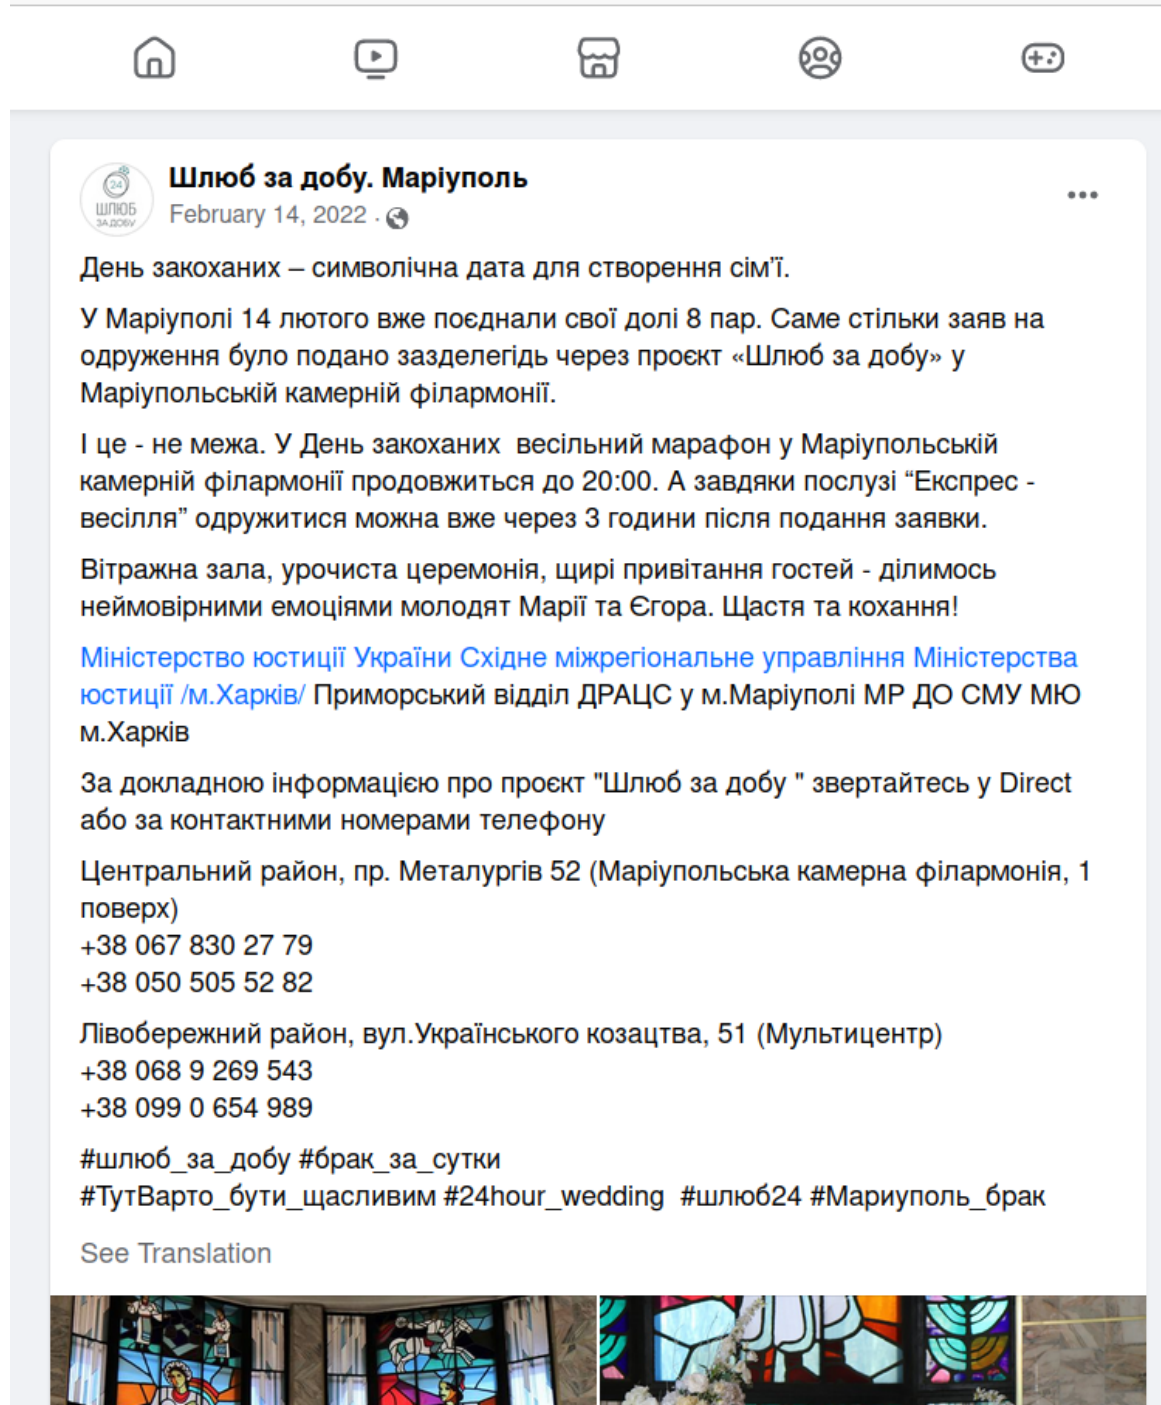 24
ШЛЮБ
ЗА ДОБУ
Шлюб за добу. Маріуполь
February 14, 2022 ·
День закоханих – символічна дата для створення сім’ї.
У Маріуполі 14 лютого вже поєднали свої долі 8 пар. Саме стільки заяв на
одруження було подано зазделегідь через проєкт «Шлюб за добу» у
Маріупольській камерній філармонії.
І це - не межа. У День закоханих  весільний марафон у Маріупольській
камерній філармонії продовжиться до 20:00. А завдяки послузі “Експрес -
весілля” одружитися можна вже через 3 години після подання заявки.
Вітражна зала, урочиста церемонія, щирі привітання гостей - ділимось
неймовірними емоціями молодят Марії та Єгора. Щастя та кохання!
Міністерство юстиції України Східне міжрегіональне управління Міністерства
юстиції /м.Харків/ Приморський відділ ДРАЦС у м.Маріуполі МР ДО СМУ МЮ
м.Харків
За докладною інформацією про проєкт "Шлюб за добу " звертайтесь у Direct
або за контактними номерами телефону
Центральний район, пр. Металургів 52 (Маріупольська камерна філармонія, 1
поверх)
+38 067 830 27 79
+38 050 505 52 82
Лівобережний район, вул.Українського козацтва, 51 (Мультицентр)
+38 068 9 269 543
+38 099 0 654 989
#шлюб_за_добу #брак_за_сутки
#ТутВарто_бути_щасливим #24hour_wedding  #шлюб24 #Мариуполь_брак
See Translation